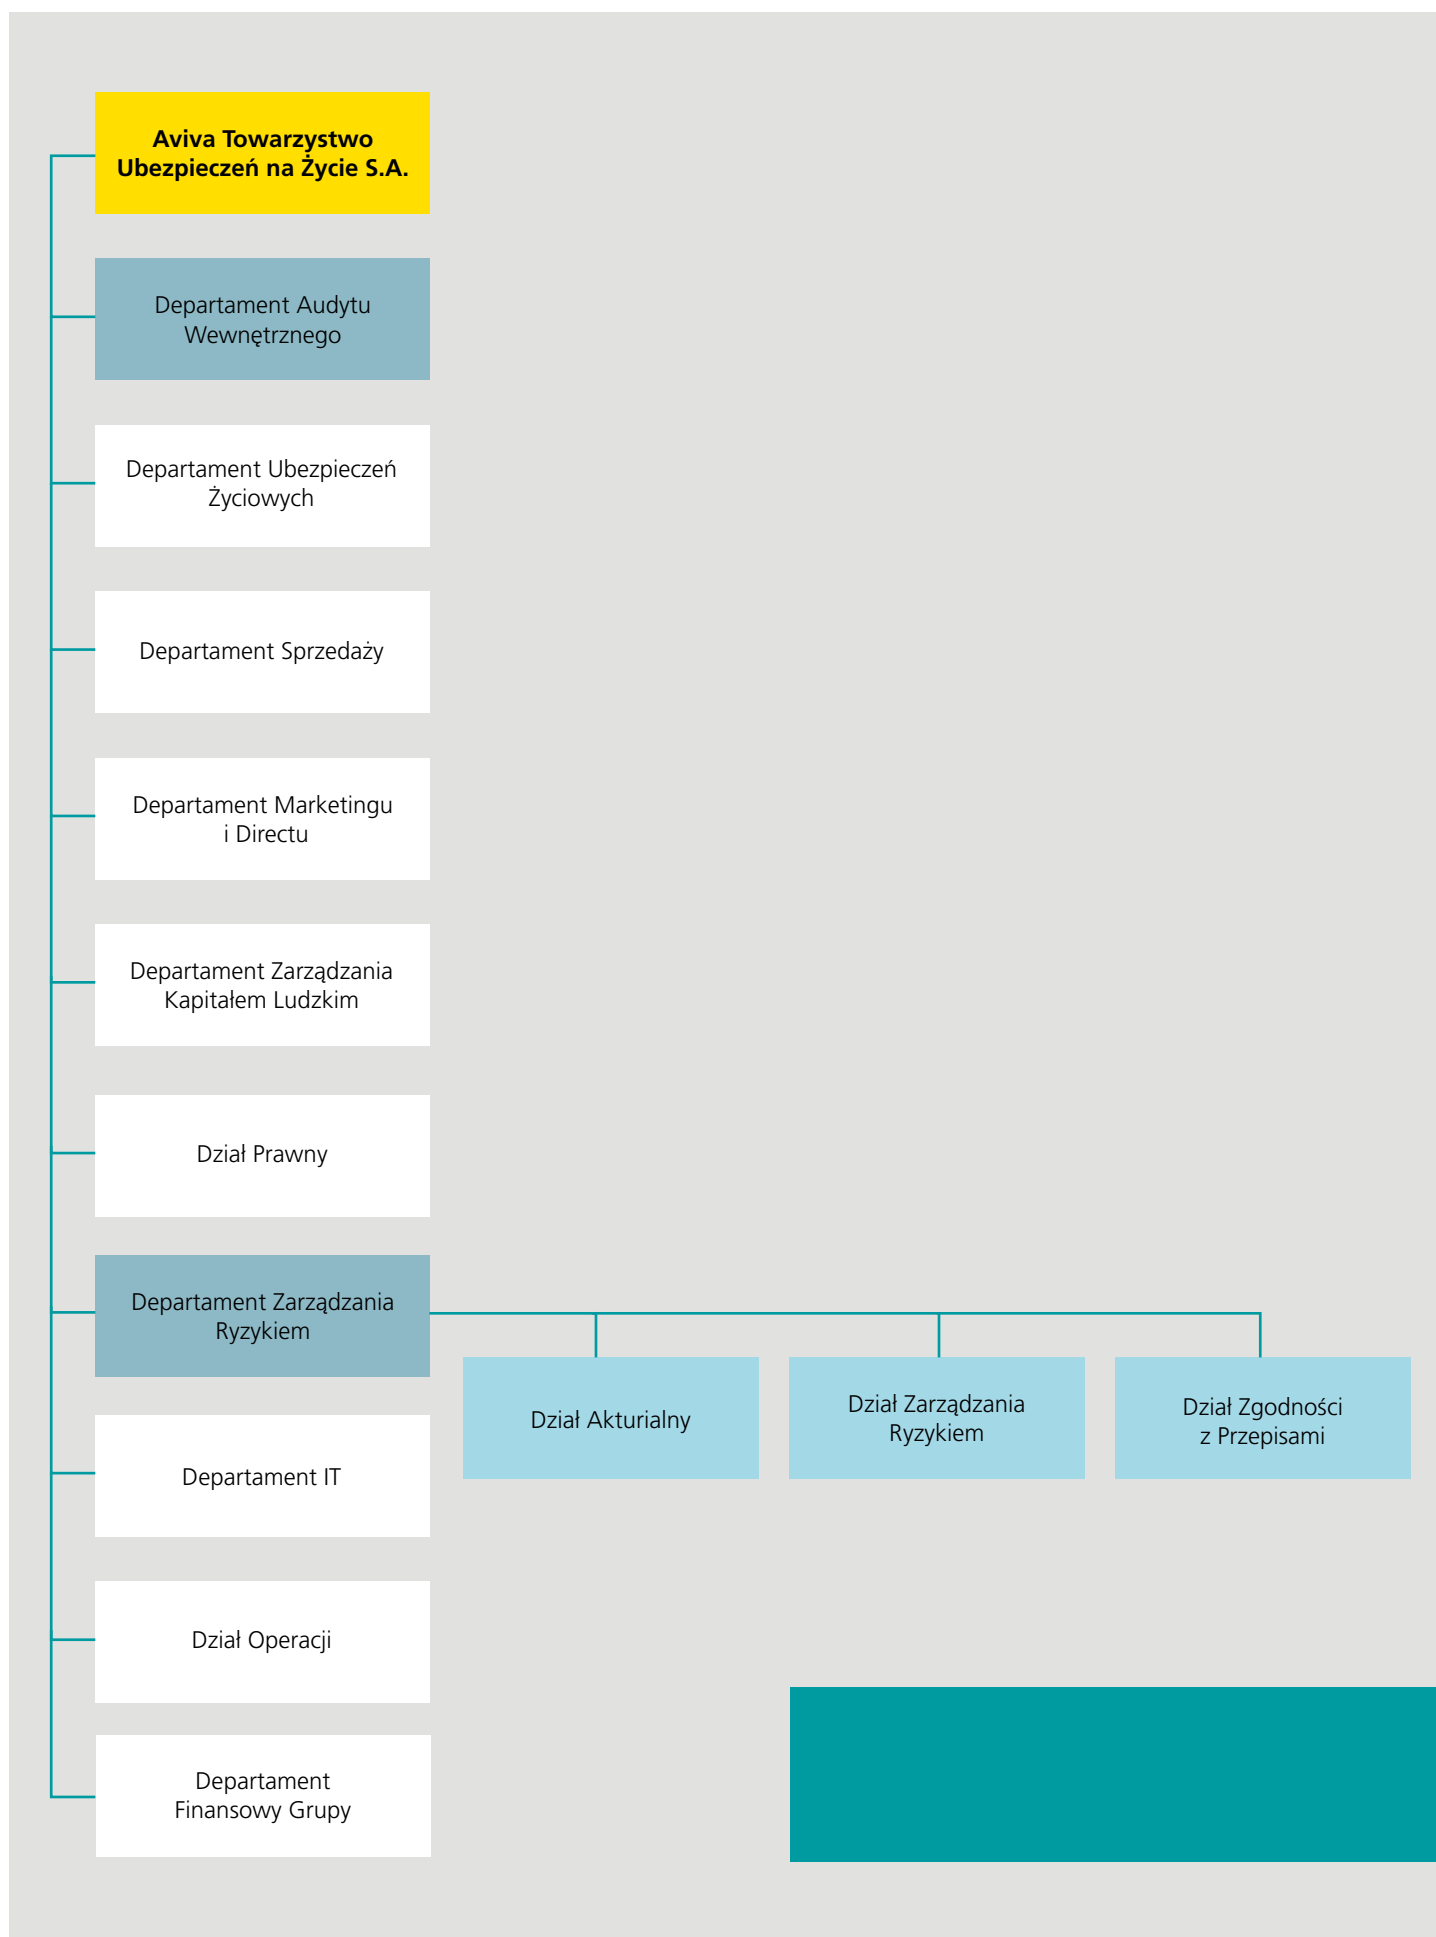 Aviva Towarzystwo
Ubezpieczeń na Życie S.A.
Departament Audytu
Wewnętrznego
Departament Ubezpieczeń
Życiowych
Departament Sprzedaży
Departament Marketingu
i Directu
Departament Zarządzania
Kapitałem Ludzkim
Dział Prawny
Departament Zarządzania
Ryzykiem
Dział Akturialny
Dział Zarządzania
Ryzykiem
Dział Zgodności
z Przepisami
Departament IT
Dział Operacji
Departament
Finansowy Grupy